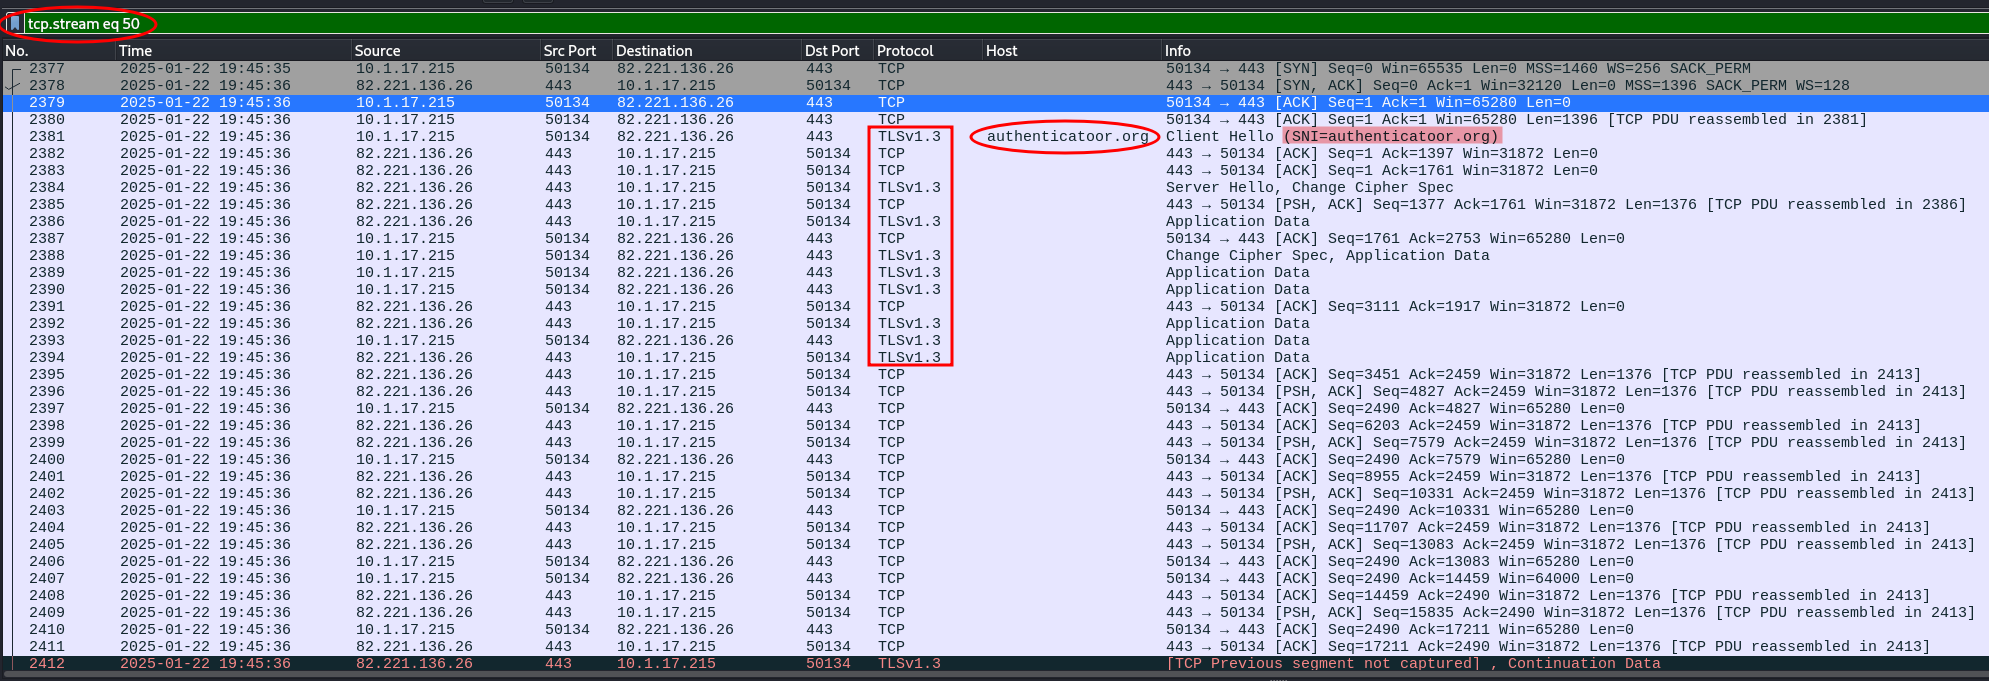 tcp.stream eq 50
No. Time Source Src Port Destination Dst Port Protocol Host Info
2377 2025-01-22 19:45:35 10.1.17.215 50134 82.221.136.26 443 TCP 50134 → 443 [SYN] Seq=0 Win=65535 Len=0 MSS=1460 WS=256 SACK_PERM
2378 2025-01-22 19:45:36 82.221.136.26 443 10.1.17.215 50134 TCP 443 → 50134 [SYN, ACK] Seq=0 Ack=1 Win=32120 Len=0 MSS=1396 SACK_PERM WS=128
2379 2025-01-22 19:45:36 10.1.17.215 50134 82.221.136.26 443 TCP 50134 → 443 [ACK] Seq=1 Ack=1 Win=65280 Len=0
2380 2025-01-22 19:45:36 10.1.17.215 50134 82.221.136.26 443 TCP 50134 → 443 [ACK] Seq=1 Ack=1 Win=65280 Len=1396 [TCP PDU reassembled in 2381]
2381 2025-01-22 19:45:36 10.1.17.215 50134 82.221.136.26 443 TLSv1.3 authenticatoor.org Client Hello (SNI=authenticatoor.org)
2382 2025-01-22 19:45:36 82.221.136.26 443 10.1.17.215 50134 TCP 443 → 50134 [ACK] Seq=1 Ack=1397 Win=31872 Len=0
2383 2025-01-22 19:45:36 82.221.136.26 443 10.1.17.215 50134 TCP 443 → 50134 [ACK] Seq=1 Ack=1761 Win=31872 Len=0
2384 2025-01-22 19:45:36 82.221.136.26 443 10.1.17.215 50134 TLSv1.3 Server Hello, Change Cipher Spec
2385 2025-01-22 19:45:36 82.221.136.26 443 10.1.17.215 50134 TCP 443 → 50134 [PSH, ACK] Seq=1377 Ack=1761 Win=31872 Len=1376 [TCP PDU reassembled in 2386]
2386 2025-01-22 19:45:36 82.221.136.26 443 10.1.17.215 50134 TLSv1.3 Application Data
2387 2025-01-22 19:45:36 10.1.17.215 50134 82.221.136.26 443 TCP 50134 → 443 [ACK] Seq=1761 Ack=2753 Win=65280 Len=0
2388 2025-01-22 19:45:36 10.1.17.215 50134 82.221.136.26 443 TLSv1.3 Change Cipher Spec, Application Data
2389 2025-01-22 19:45:36 10.1.17.215 50134 82.221.136.26 443 TLSv1.3 Application Data
2390 2025-01-22 19:45:36 10.1.17.215 50134 82.221.136.26 443 TLSv1.3 Application Data
2391 2025-01-22 19:45:36 82.221.136.26 443 10.1.17.215 50134 TCP 443 → 50134 [ACK] Seq=3111 Ack=1917 Win=31872 Len=0
2392 2025-01-22 19:45:36 82.221.136.26 443 10.1.17.215 50134 TLSv1.3 Application Data
2393 2025-01-22 19:45:36 10.1.17.215 50134 82.221.136.26 443 TLSv1.3 Application Data
2394 2025-01-22 19:45:36 82.221.136.26 443 10.1.17.215 50134 TLSv1.3 Application Data
2395 2025-01-22 19:45:36 82.221.136.26 443 10.1.17.215 50134 TCP 443 → 50134 [ACK] Seq=3451 Ack=2459 Win=31872 Len=1376 [TCP PDU reassembled in 2413]
2396 2025-01-22 19:45:36 82.221.136.26 443 10.1.17.215 50134 TCP 443 → 50134 [PSH, ACK] Seq=4827 Ack=2459 Win=31872 Len=1376 [TCP PDU reassembled in 2413]
2397 2025-01-22 19:45:36 10.1.17.215 50134 82.221.136.26 443 TCP 50134 → 443 [ACK] Seq=2490 Ack=4827 Win=65280 Len=0
2398 2025-01-22 19:45:36 82.221.136.26 443 10.1.17.215 50134 TCP 443 → 50134 [ACK] Seq=6203 Ack=2459 Win=31872 Len=1376 [TCP PDU reassembled in 2413]
2399 2025-01-22 19:45:36 82.221.136.26 443 10.1.17.215 50134 TCP 443 → 50134 [PSH, ACK] Seq=7579 Ack=2459 Win=31872 Len=1376 [TCP PDU reassembled in 2413]
2400 2025-01-22 19:45:36 10.1.17.215 50134 82.221.136.26 443 TCP 50134 → 443 [ACK] Seq=2490 Ack=7579 Win=65280 Len=0
2401 2025-01-22 19:45:36 82.221.136.26 443 10.1.17.215 50134 TCP 443 → 50134 [ACK] Seq=8955 Ack=2459 Win=31872 Len=1376 [TCP PDU reassembled in 2413]
2402 2025-01-22 19:45:36 82.221.136.26 443 10.1.17.215 50134 TCP 443 → 50134 [PSH, ACK] Seq=10331 Ack=2459 Win=31872 Len=1376 [TCP PDU reassembled in 2413]
2403 2025-01-22 19:45:36 10.1.17.215 50134 82.221.136.26 443 TCP 50134 → 443 [ACK] Seq=2490 Ack=10331 Win=65280 Len=0
2404 2025-01-22 19:45:36 82.221.136.26 443 10.1.17.215 50134 TCP 443 → 50134 [ACK] Seq=11707 Ack=2459 Win=31872 Len=1376 [TCP PDU reassembled in 2413]
2405 2025-01-22 19:45:36 82.221.136.26 443 10.1.17.215 50134 TCP 443 → 50134 [PSH, ACK] Seq=13083 Ack=2459 Win=31872 Len=1376 [TCP PDU reassembled in 2413]
2406 2025-01-22 19:45:36 10.1.17.215 50134 82.221.136.26 443 TCP 50134 → 443 [ACK] Seq=2490 Ack=13083 Win=65280 Len=0
2407 2025-01-22 19:45:36 10.1.17.215 50134 82.221.136.26 443 TCP 50134 → 443 [ACK] Seq=2490 Ack=14459 Win=64000 Len=0
2408 2025-01-22 19:45:36 82.221.136.26 443 10.1.17.215 50134 TCP 443 → 50134 [ACK] Seq=14459 Ack=2490 Win=31872 Len=1376 [TCP PDU reassembled in 2413]
2409 2025-01-22 19:45:36 82.221.136.26 443 10.1.17.215 50134 TCP 443 → 50134 [PSH, ACK] Seq=15835 Ack=2490 Win=31872 Len=1376 [TCP PDU reassembled in 2413]
2410 2025-01-22 19:45:36 10.1.17.215 50134 82.221.136.26 443 TCP 50134 → 443 [ACK] Seq=2490 Ack=17211 Win=65280 Len=0
2411 2025-01-22 19:45:36 82.221.136.26 443 10.1.17.215 50134 TCP 443 → 50134 [ACK] Seq=17211 Ack=2490 Win=31872 Len=1376 [TCP PDU reassembled in 2413]
2412 2025-01-22 19:45:36 82.221.136.26 443 10.1.17.215 50134 TLSv1.3 [TCP Previous segment not captured] , Continuation Data